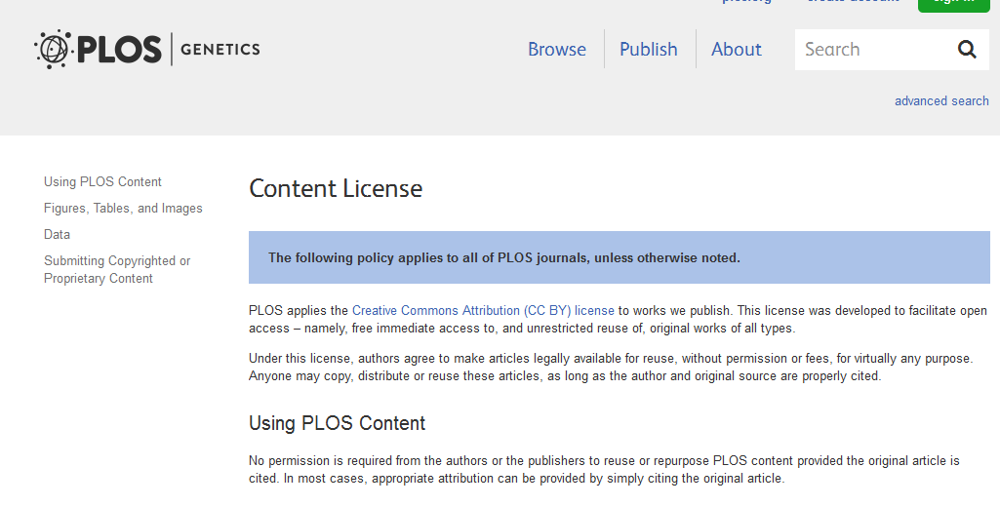 plos.org create account sign in
PLOS GENETICS
Browse Publish About Search
advanced search
Using PLOS Content
Figures, Tables, and Images
Data
Submitting Copyrighted or
Proprietary Content
Content License
The following policy applies to all of PLOS journals, unless otherwise noted.
PLOS applies the Creative Commons Attribution (CC BY) license to works we publish. This license was developed to facilitate open
access – namely, free immediate access to, and unrestricted reuse of, original works of all types.
Under this license, authors agree to make articles legally available for reuse, without permission or fees, for virtually any purpose.
Anyone may copy, distribute or reuse these articles, as long as the author and original source are properly cited.
Using PLOS Content
No permission is required from the authors or the publishers to reuse or repurpose PLOS content provided the original article is
cited. In most cases, appropriate attribution can be provided by simply citing the original article.